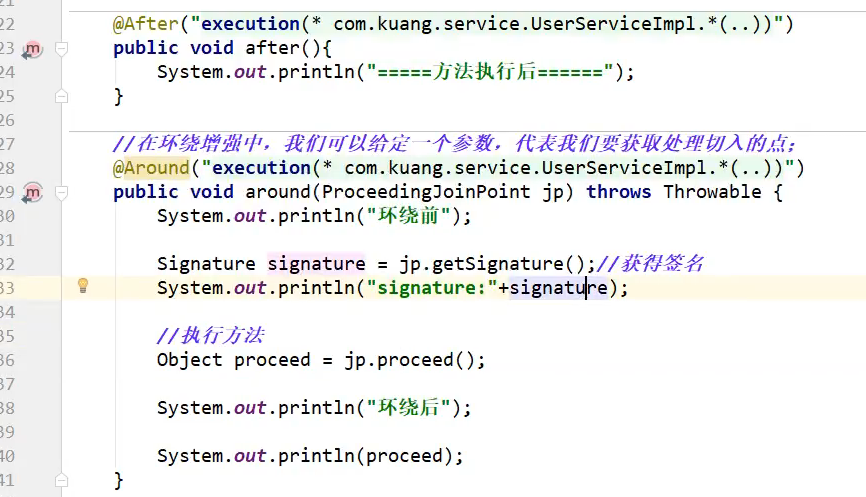 22 @After("execution(* com.kuang.service.UserServiceImpl.*(..))")
23 public void after(){
24 System.out.println("=====方法执行后======");
25 }
26
27 //在环绕增强中，我们可以给定一个参数，代表我们要获取处理切入的点；
28 @Around("execution(* com.kuang.service.UserServiceImpl.*(..))")
29 public void around(ProceedingJoinPoint jp) throws Throwable {
30 System.out.println("环绕前");
31
32 Signature signature = jp.getSignature();//获得签名
33 System.out.println("signature:"+signature);
34
35 //执行方法
36 Object proceed = jp.proceed();
37
38 System.out.println("环绕后");
39
40 System.out.println(proceed);
41 }